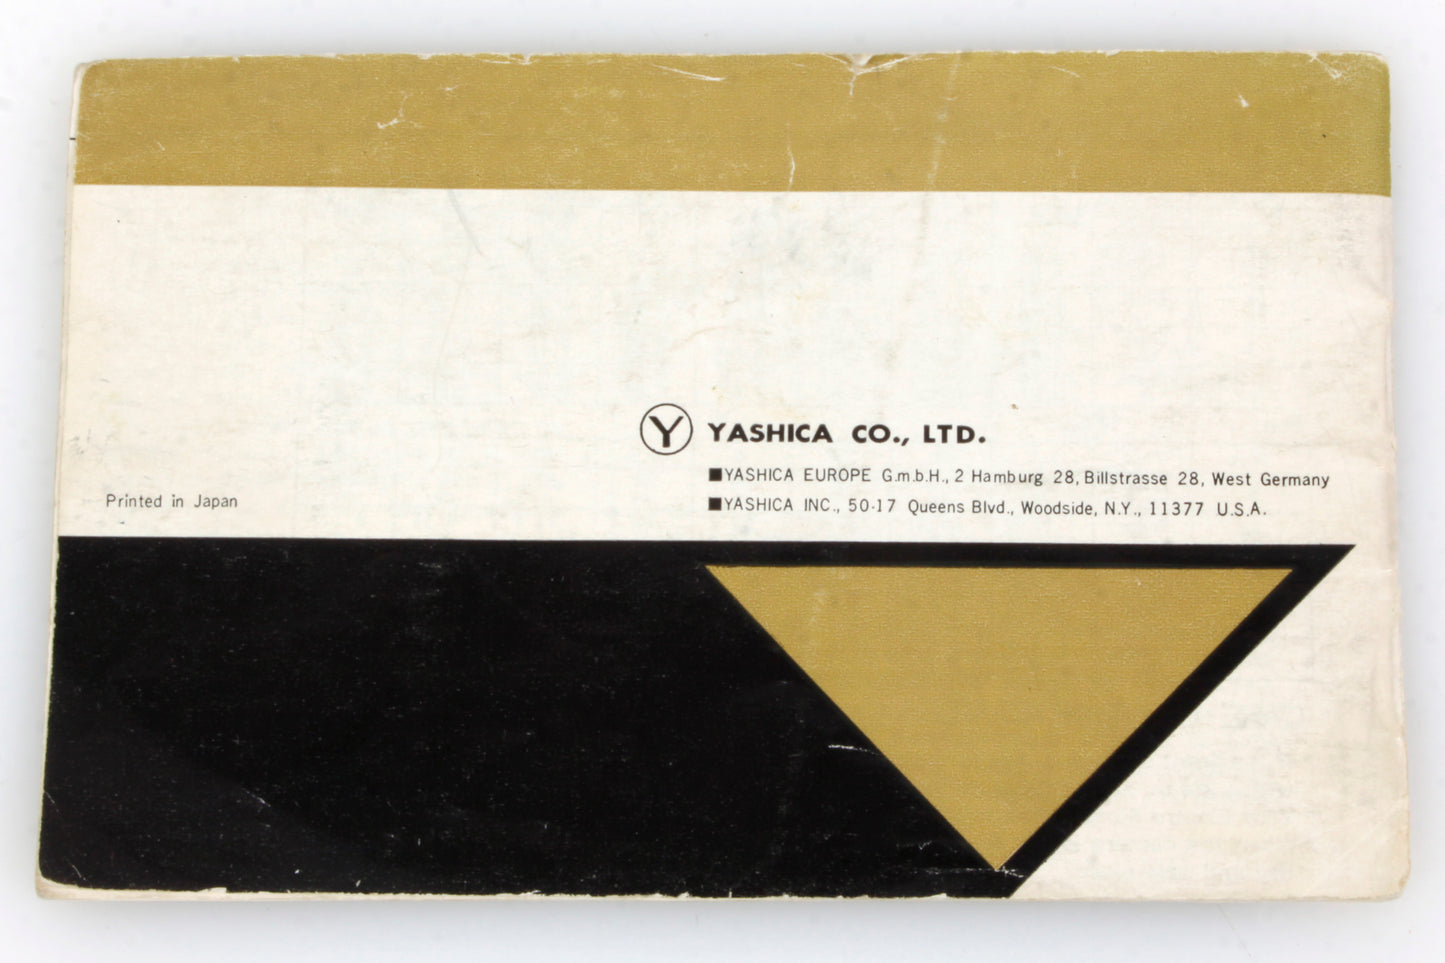 Y YASHICA CO., LTD.
■YASHICA EUROPE G.m.b.H., 2 Hamburg 28, Billstrasse 28, West Germany
■YASHICA INC., 50-17 Queens Blvd., Woodside, N.Y., 11377 U.S.A.
Printed in Japan